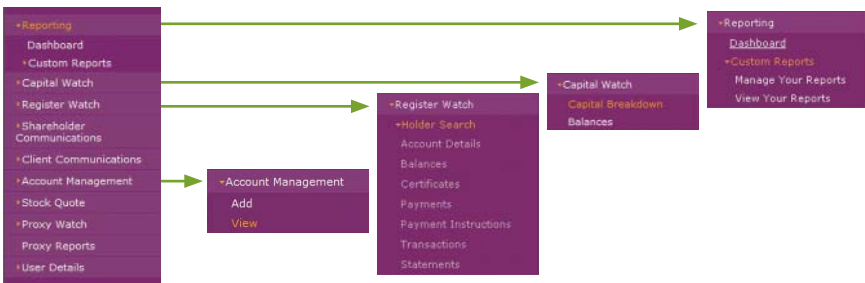 Reporting
Dashboard
Custom Reports
Capital Watch
Register Watch
Shareholder
Communications
Client Communications
Account Management
Stock Quote
Proxy Watch
Proxy Reports
User Details
Account Management
Add
View
Register Watch
Holder Search
Account Details
Balances
Certificates
Payments
Payment Instructions
Transactions
Statements
Capital Watch
Capital Breakdown
Balances
Reporting
Dashboard
Custom Reports
Manage Your Reports
View Your Reports